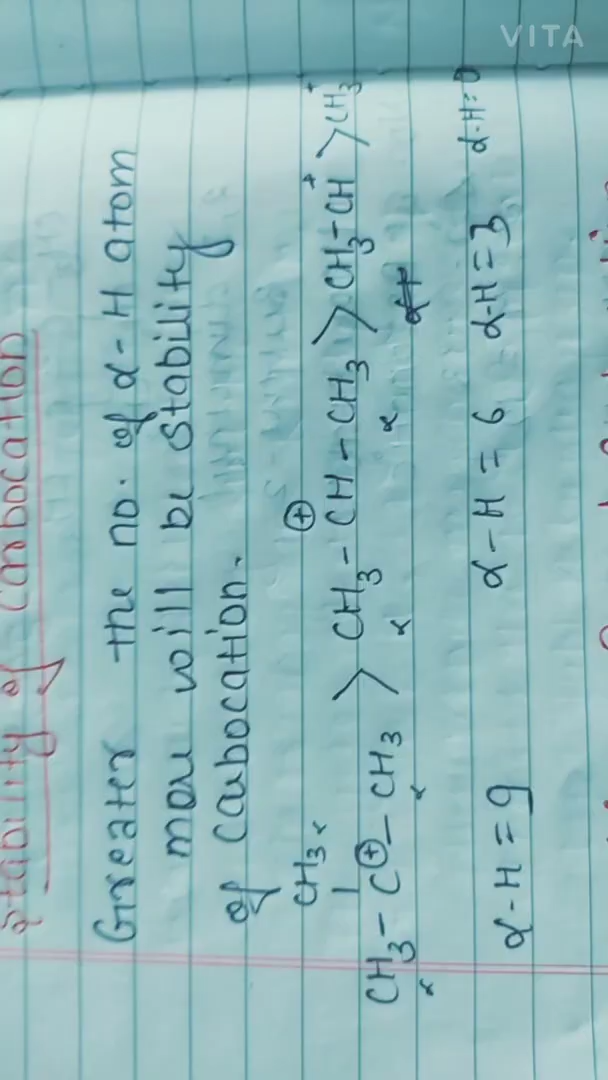 VITA
Stability of Carbocation
Greater the no. of α-H atom
more will be stability
of carbocation.
CH3 α
CH3 - C⊕ - CH3 > CH3 - CH⊕ - CH3 > CH3 - CH+ > CH3+
α α α α
α-H = 9 α-H = 6 α-H = 3 α-H = 0